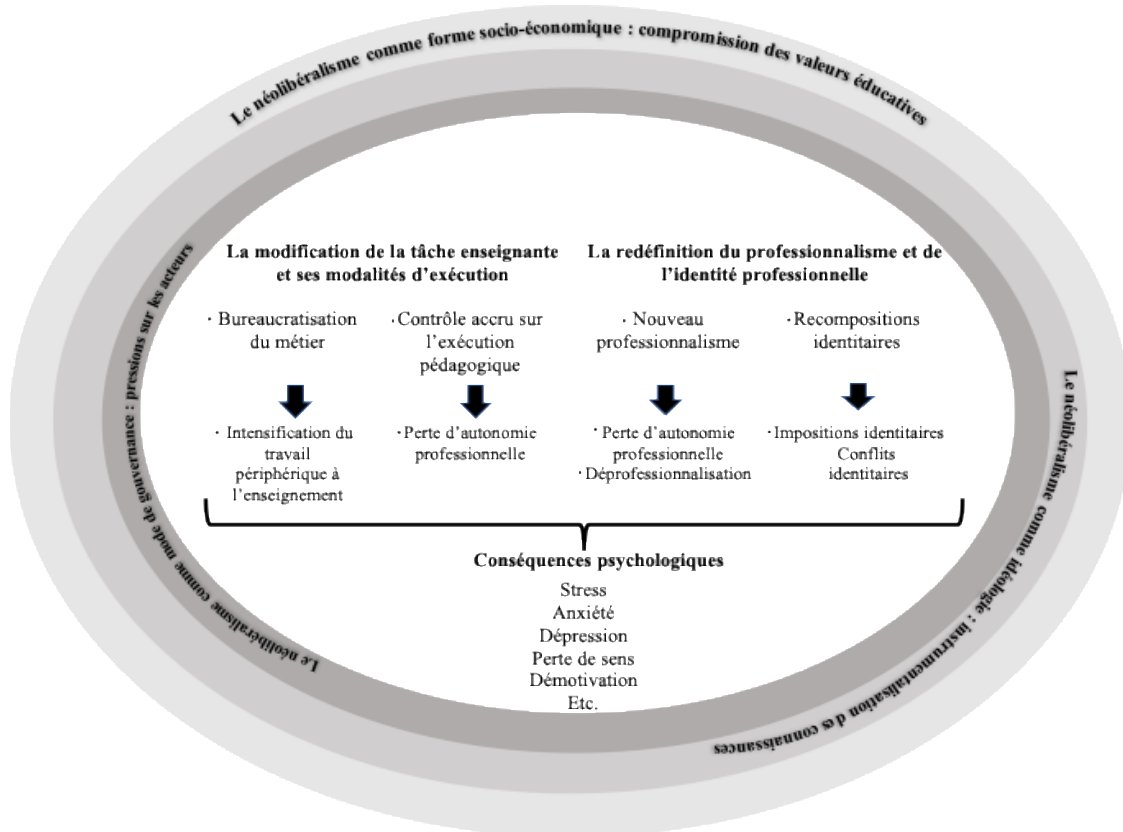 Le néolibéralisme comme forme socio-économique : compromission des valeurs éducatives
Le néolibéralisme comme idéologie : instrumentalisation des connaissances
Le néolibéralisme comme mode de gouvernance : pressions sur les acteurs
La modification de la tâche enseignante
et ses modalités d'exécution
· Bureaucratisation
du métier
· Contrôle accru sur
l'exécution
pédagogique
· Intensification du
travail
périphérique à
l'enseignement
· Perte d'autonomie
professionnelle
La redéfinition du professionnalisme et de
l'identité professionnelle
· Nouveau
professionnalisme
· Recompositions
identitaires
· Perte d'autonomie
professionnelle
· Déprofessionnalisation
· Impositions identitaires
Conflits
identitaires
Conséquences psychologiques
Stress
Anxiété
Dépression
Perte de sens
Démotivation
Etc.